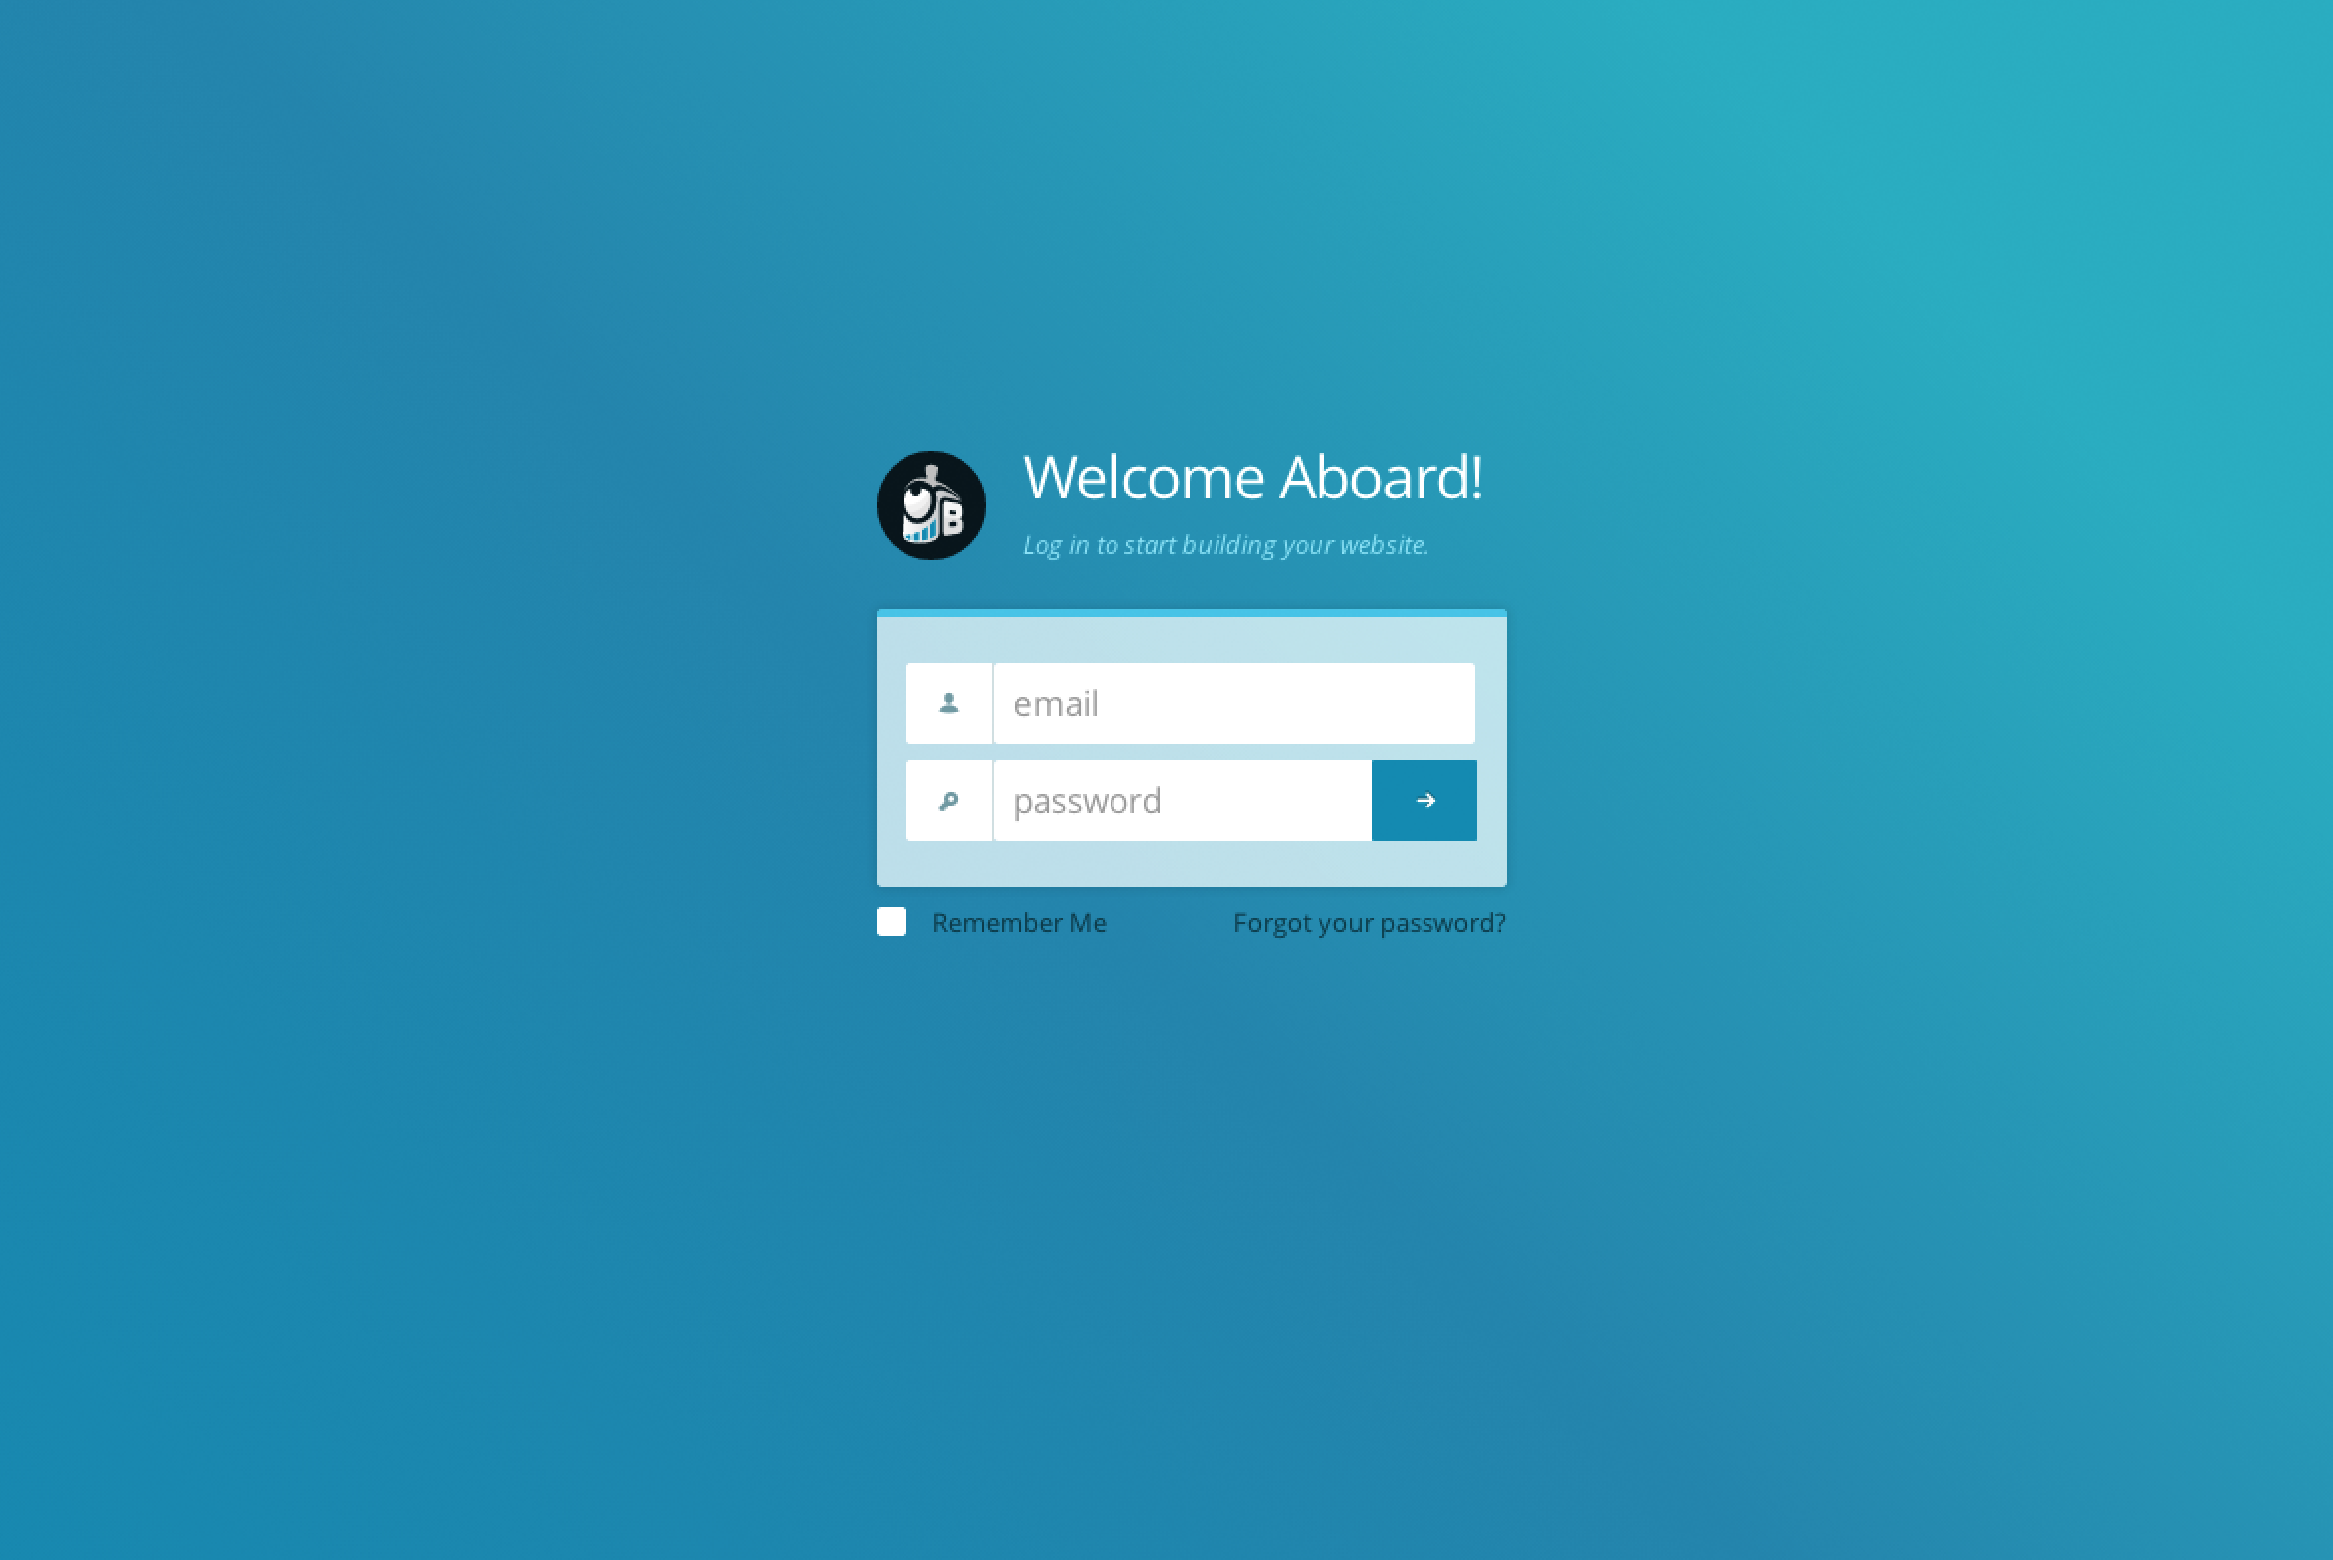 Welcome Aboard!
Log in to start building your website.
B
email
password
Remember Me
Forgot your password?